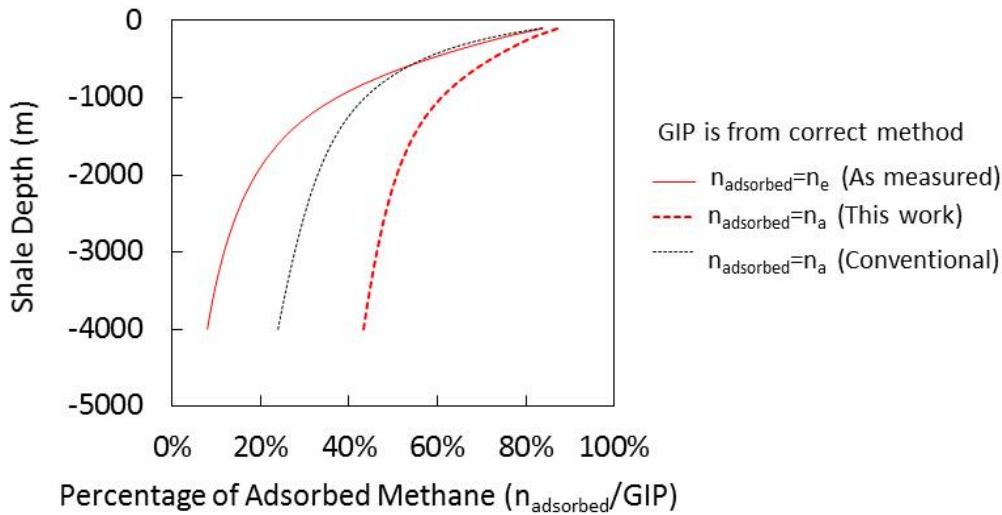 0
-1000
-2000
-3000
-4000
-5000
Shale Depth (m)
0% 20% 40% 60% 80% 100%
Percentage of Adsorbed Methane (nadsorbed/GIP)
GIP is from correct method
nadsorbed=ne (As measured)
nadsorbed=na (This work)
nadsorbed=na (Conventional)